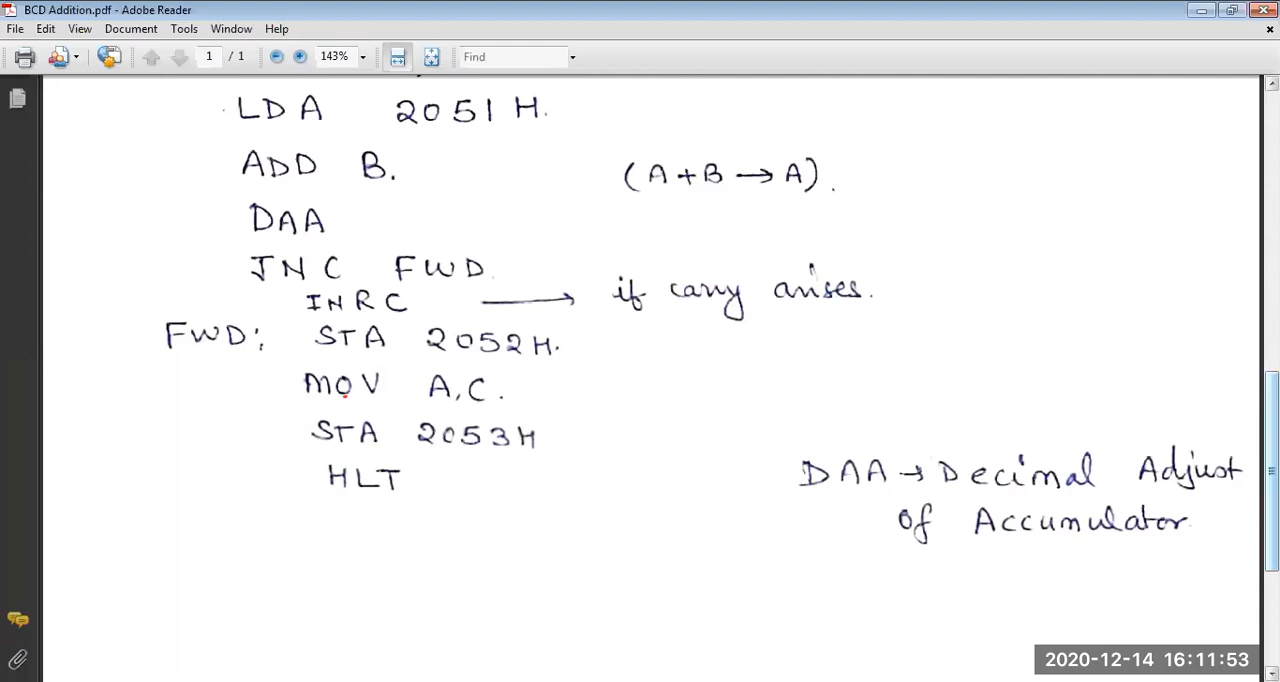 BCD Addition.pdf - Adobe Reader
File Edit View Document Tools Window Help
1 / 1 143% Find
LDA 2051 H.
ADD B. (A+B → A).
DAA
JNC FWD.
INR C → if carry arises.
FWD: STA 2052H.
MOV A,C.
STA 2053H
HLT
DAA → Decimal Adjust
Of Accumulator.
2020-12-14 16:11:53